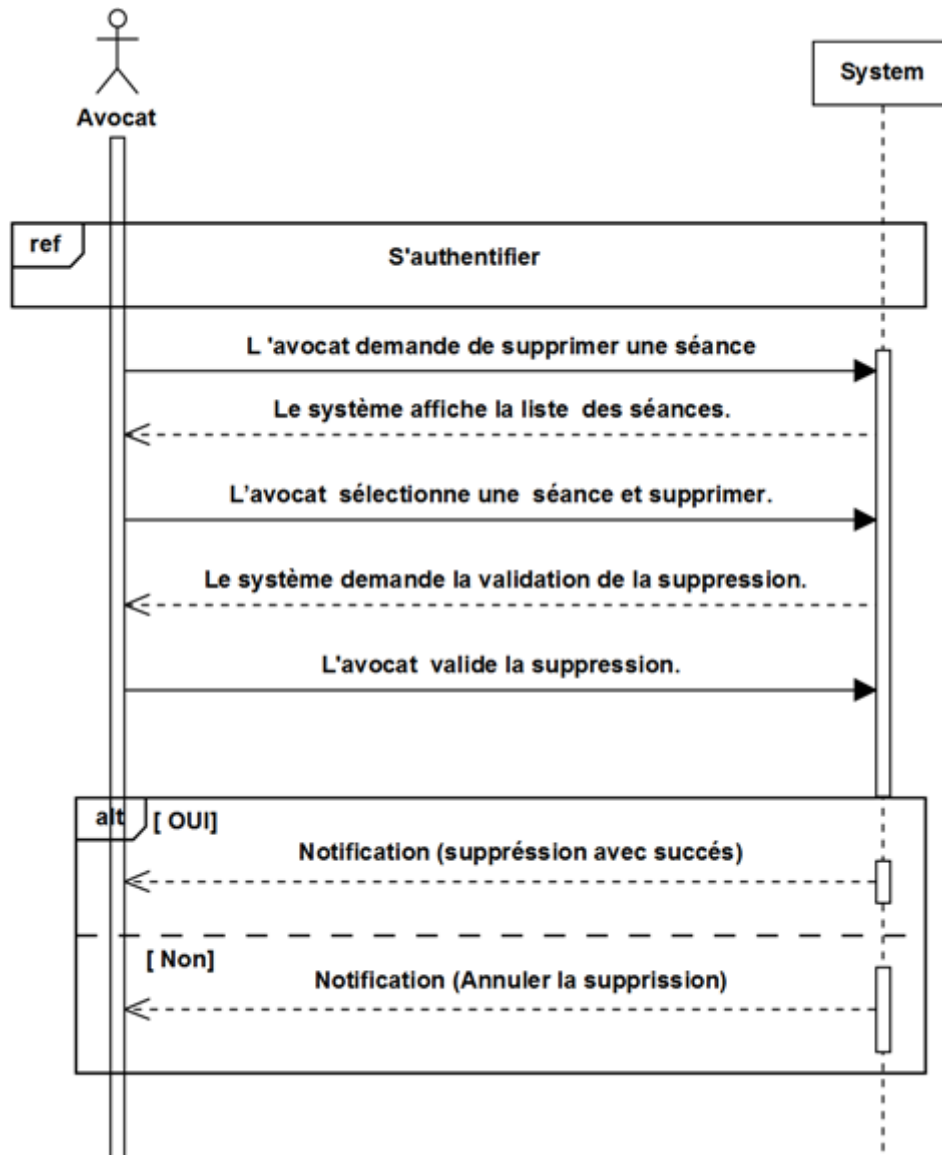 Avocat
System
ref
S'authentifier
L 'avocat demande de supprimer une séance
Le système affiche la liste des séances.
L'avocat sélectionne une séance et supprimer.
Le système demande la validation de la suppression.
L'avocat valide la suppression.
alt
[ OUI]
Notification (suppréssion avec succés)
[ Non]
Notification (Annuler la supprission)